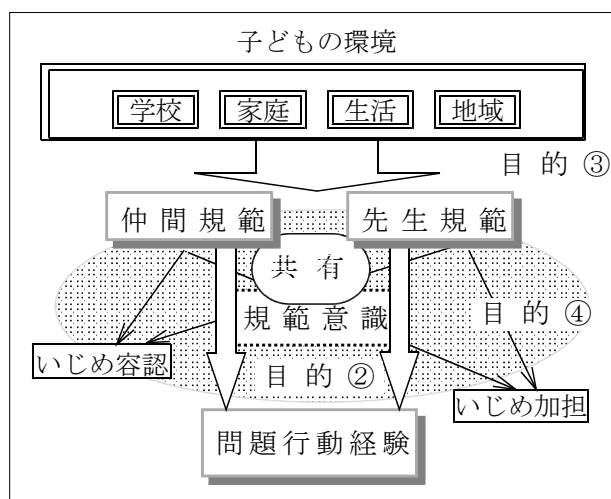 子どもの環境
学校 家庭 生活 地域
目的③
仲間規範 先生規範
共有
規範意識 目的④
いじめ容認 目的②
いじめ加担
問題行動経験